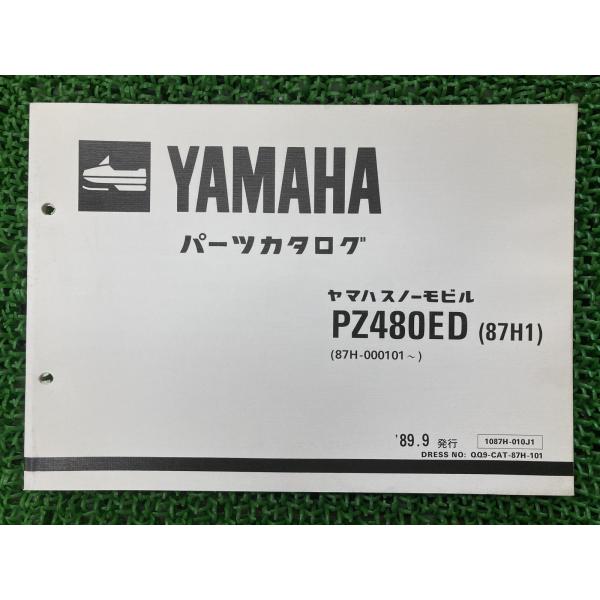 YAMAHA
パーツカタログ
ヤマハスノーモビル
PZ480ED (87H1)
(87H-000101~)
'89.9 発行
1087H-010J1
DRESS NO: QQ9-CAT-87H-101